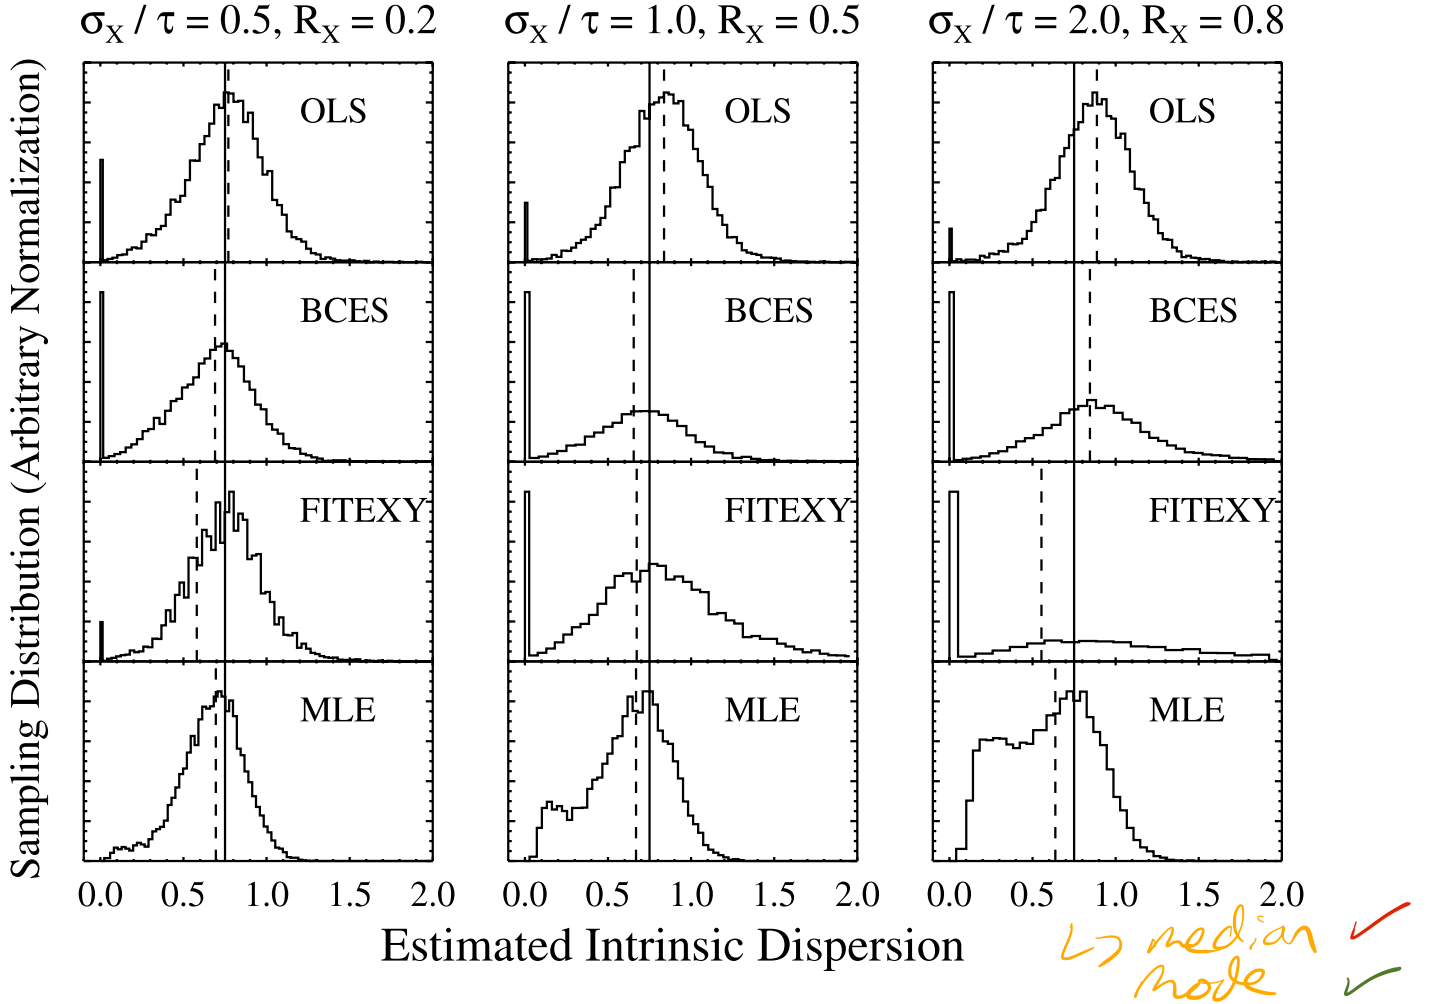 σX / τ = 0.5, RX = 0.2
σX / τ = 1.0, RX = 0.5
σX / τ = 2.0, RX = 0.8
Sampling Distribution (Arbitrary Normalization)
OLS
OLS
OLS
BCES
BCES
BCES
FITEXY
FITEXY
FITEXY
MLE
MLE
MLE
0.0 0.5 1.0 1.5 2.0
0.0 0.5 1.0 1.5 2.0
0.0 0.5 1.0 1.5 2.0
Estimated Intrinsic Dispersion
↳ median ✓
mode ✓